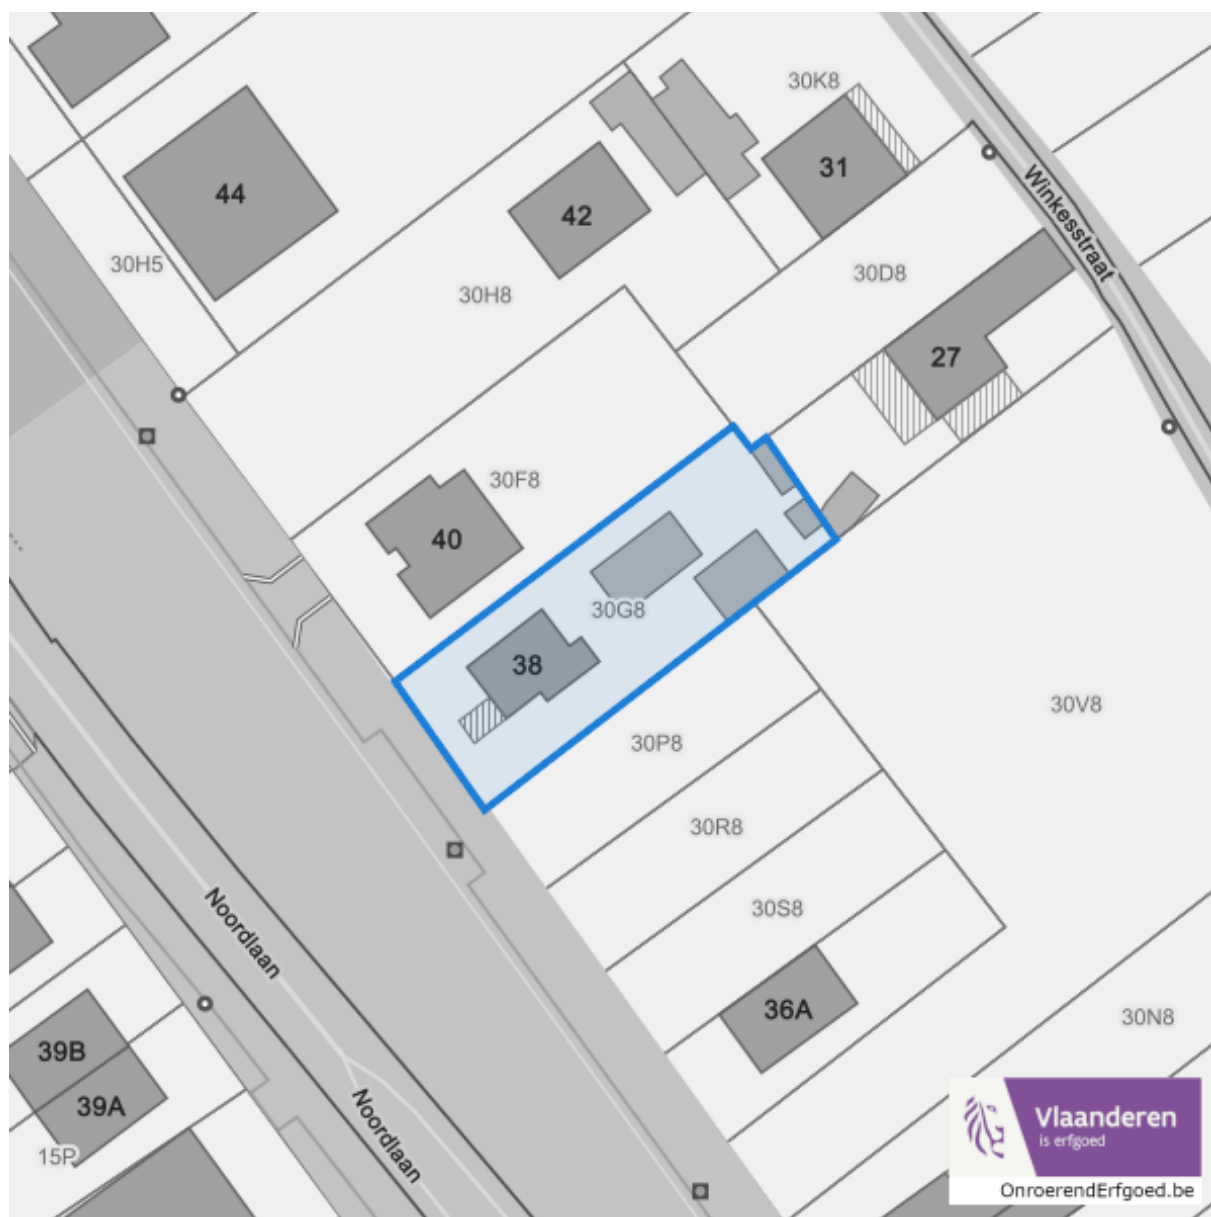 30K8
31
44
42
Winkesstraat
30H5
30D8
30H8
27
30F8
40
30G8
38
30V8
30P8
30R8
Noordlaan
30S8
36A
30N8
39B
39A
Noordlaan
15P
Vlaanderen
is erfgoed
OnroerendErfgoed.be